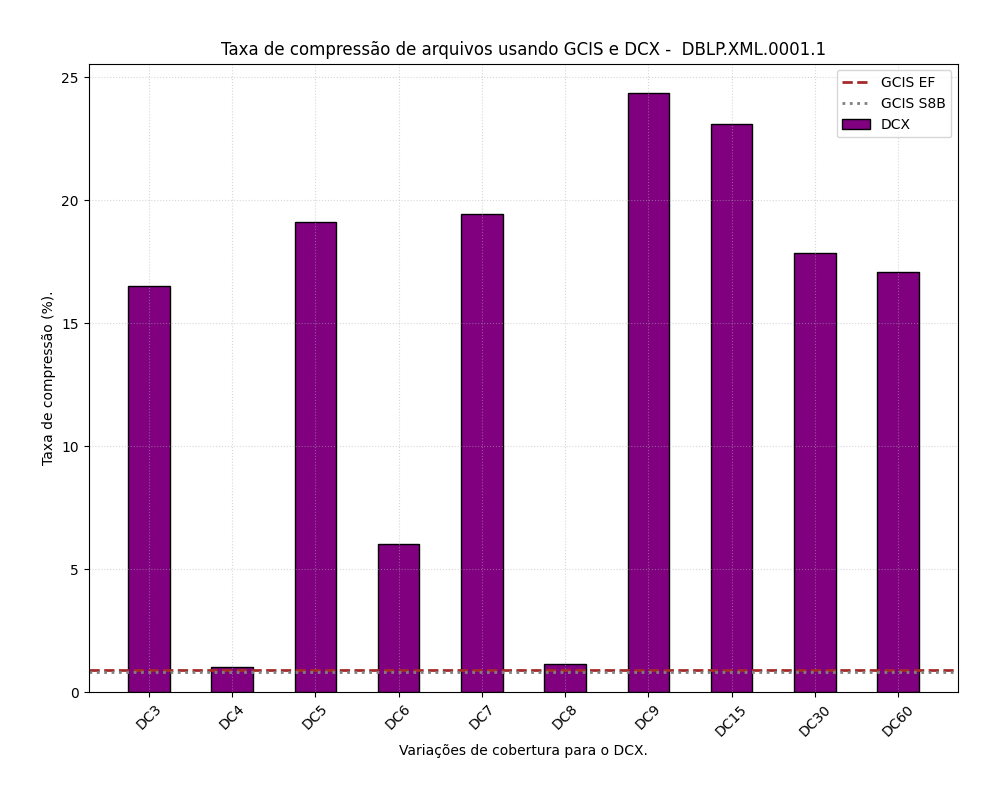 Taxa de compressão de arquivos usando GCIS e DCX -  DBLP.XML.0001.1
GCIS EF
GCIS S8B
DCX
Taxa de compressão (%).
25
20
15
10
5
0
DC3
DC4
DC5
DC6
DC7
DC8
DC9
DC15
DC30
DC60
Variações de cobertura para o DCX.